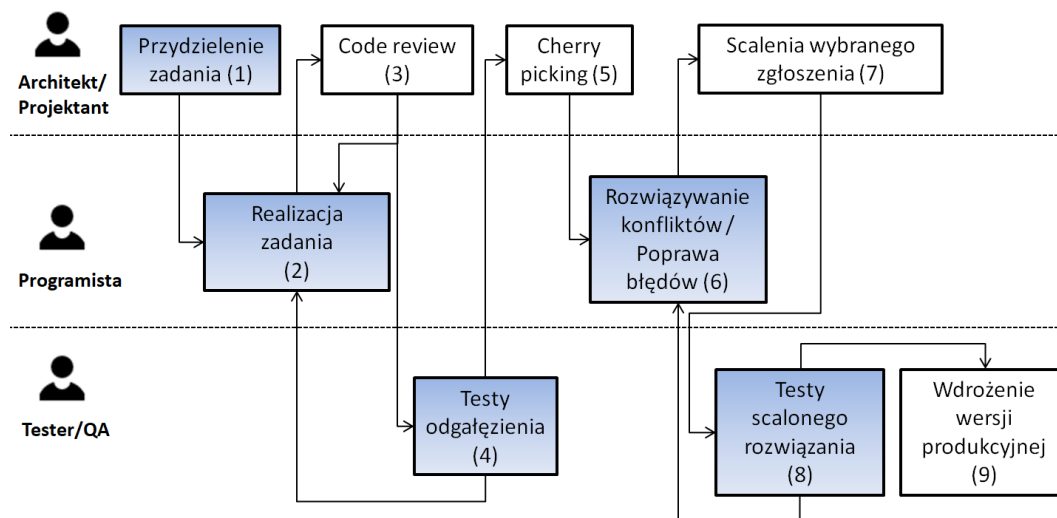 Architekt/
Projektant
Przydzielenie
zadania (1)
Code review
(3)
Cherry
picking (5)
Scalenia wybranego
zgłoszenia (7)
Programista
Realizacja
zadania
(2)
Rozwiązywanie
konfliktów /
Poprawa
błędów (6)
Tester/QA
Testy
odgałęzienia
(4)
Testy
scalonego
rozwiązania
(8)
Wdrożenie
wersji
produkcyjnej
(9)